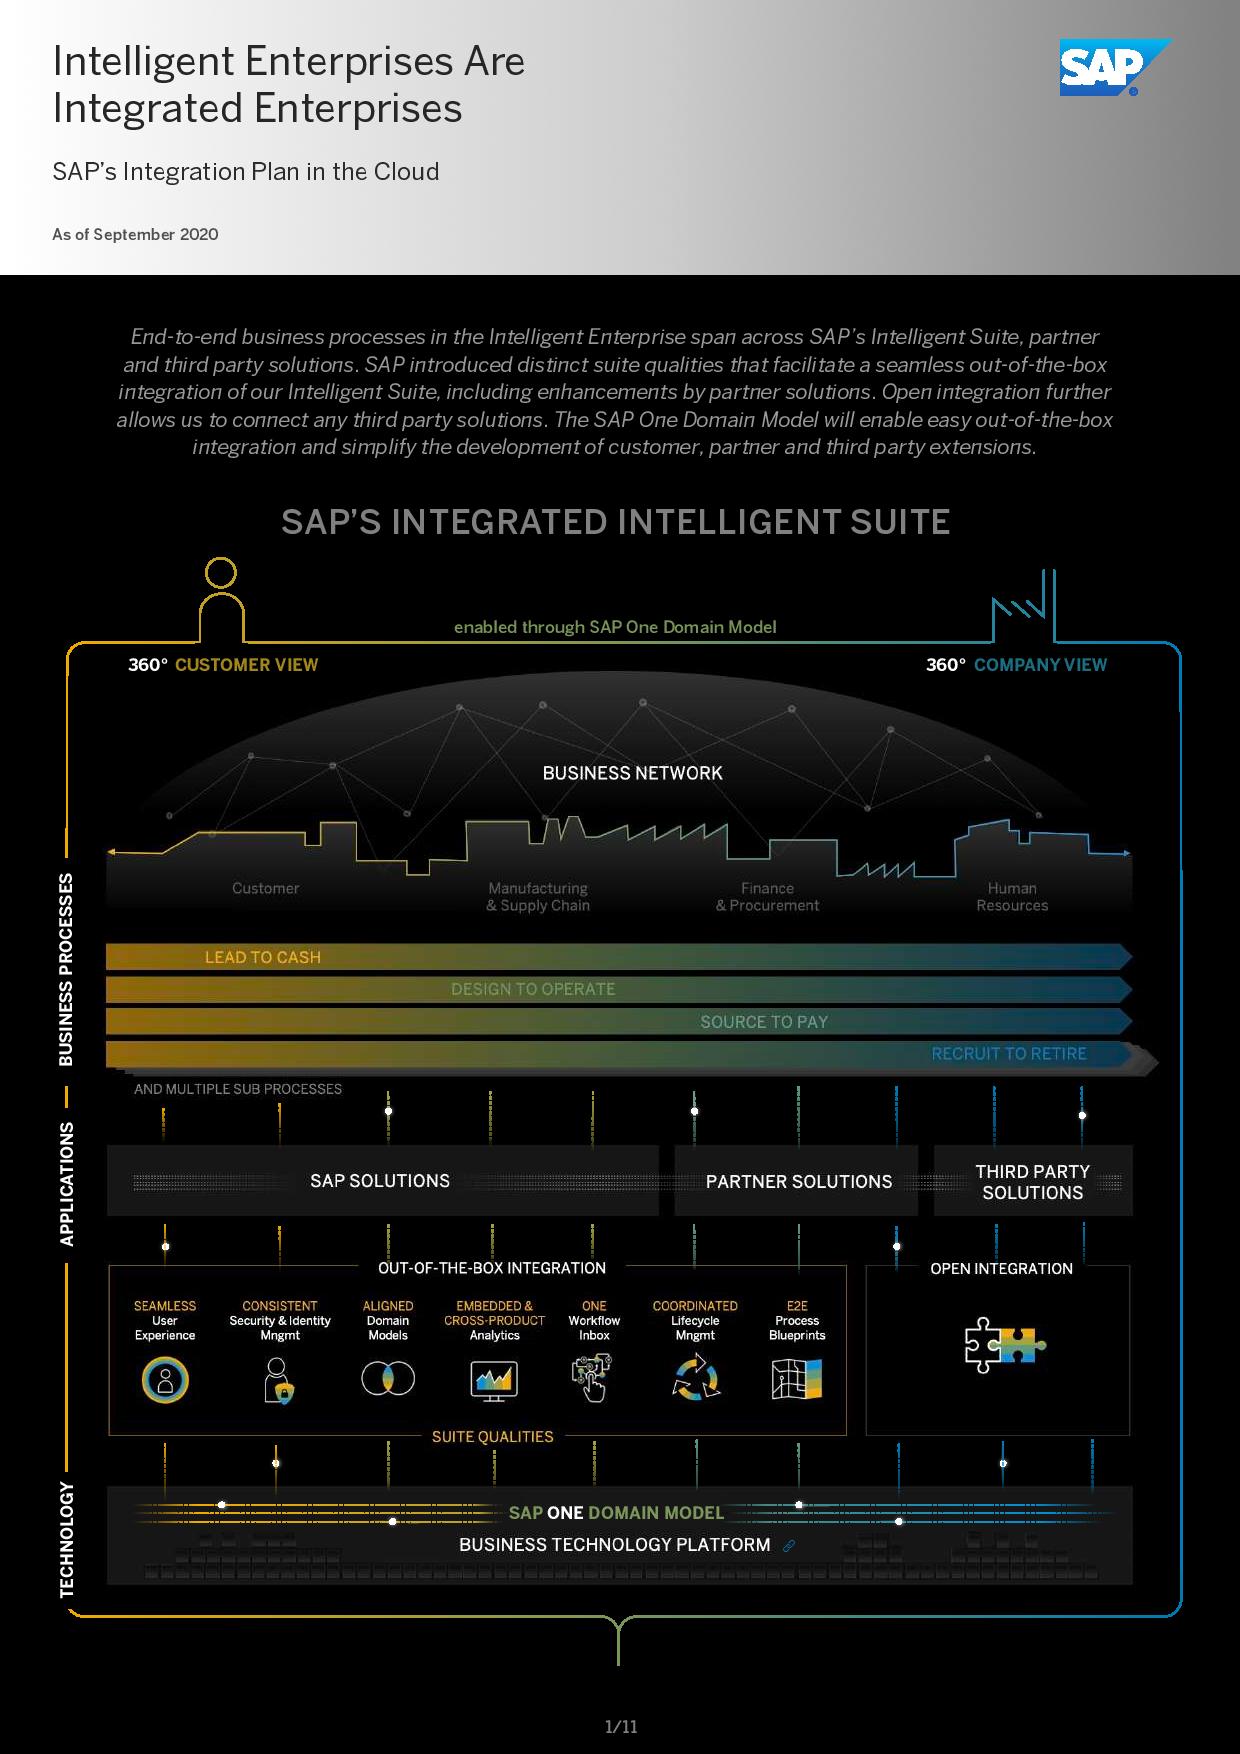 Intelligent Enterprises Are
Integrated Enterprises
SAP
SAP's Integration Plan in the Cloud
As of September 2020
End-to-end business processes in the Intelligent Enterprise span across SAP's Intelligent Suite, partner
and third party solutions. SAP introduced distinct suite qualities that facilitate a seamless out-of-the-box
integration of our Intelligent Suite, including enhancements by partner solutions. Open integration further
allows us to connect any third party solutions. The SAP One Domain Model will enable easy out-of-the-box
integration and simplify the development of customer, partner and third party extensions.
SAP'S INTEGRATED INTELLIGENT SUITE
enabled through SAP One Domain Model
360° CUSTOMER VIEW
360° COMPANY VIEW
BUSINESS NETWORK
Customer
Manufacturing
& Supply Chain
Finance
& Procurement
Human
Resources
BUSINESS PROCESSES
LEAD TO CASH
DESIGN TO OPERATE
SOURCE TO PAY
RECRUIT TO RETIRE
AND MULTIPLE SUB PROCESSES
APPLICATIONS
SAP SOLUTIONS
PARTNER SOLUTIONS
THIRD PARTY
SOLUTIONS
OUT-OF-THE-BOX INTEGRATION
OPEN INTEGRATION
SEAMLESS
User
Experience
CONSISTENT
Security & Identity
Mngmt
ALIGNED
Domain
Models
EMBEDDED &
CROSS-PRODUCT
Analytics
ONE
Workflow
Inbox
COORDINATED
Lifecycle
Mngmt
E2E
Process
Blueprints
SUITE QUALITIES
TECHNOLOGY
SAP ONE DOMAIN MODEL
BUSINESS TECHNOLOGY PLATFORM
1/11